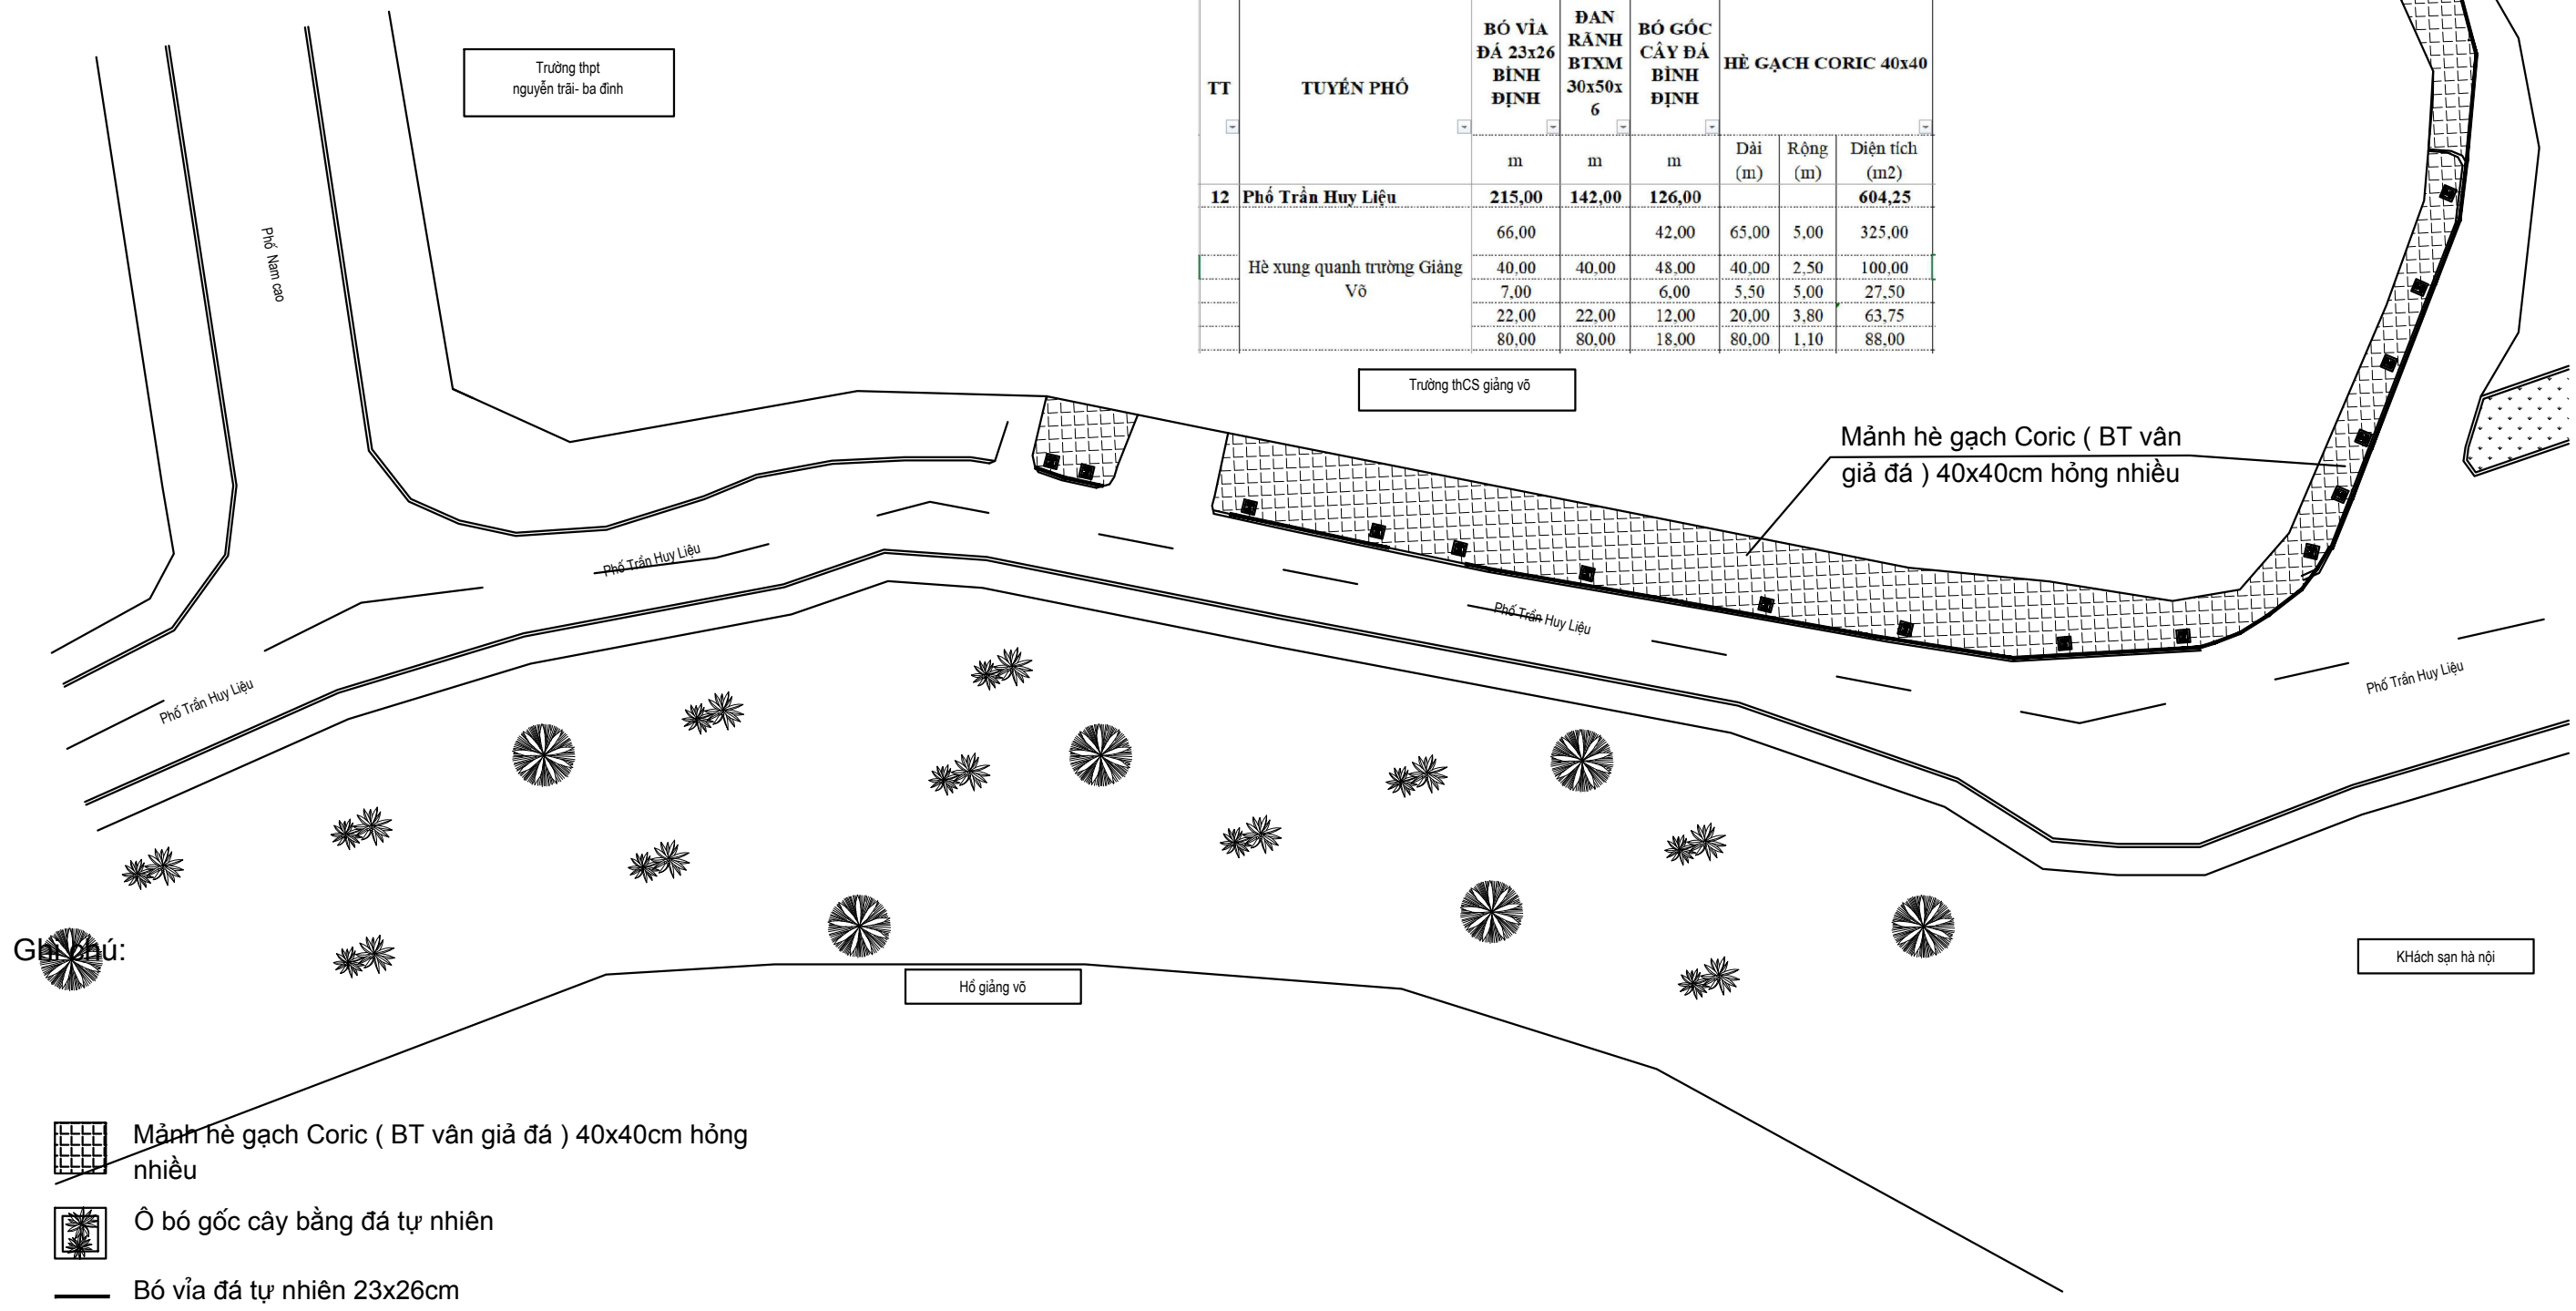 Trường thpt
nguyễn trãi- ba đình
TT TUYẾN PHỐ BÓ VỈA ĐÁ 23x26 BÌNH ĐỊNH ĐAN RÃNH BTXM 30x50x6 BÓ GỐC CÂY ĐÁ BÌNH ĐỊNH HÈ GẠCH CORIC 40x40
m m m Dài (m) Rộng (m) Diện tích (m2)
12 Phố Trần Huy Liệu 215,00 142,00 126,00 604,25
Hè xung quanh trường Giảng Võ
66,00 42,00 65,00 5,00 325,00
40,00 40,00 48,00 40,00 2,50 100,00
7,00 6,00 5,50 5,00 27,50
22,00 22,00 12,00 20,00 3,80 63,75
80,00 80,00 18,00 80,00 1,10 88,00
Phố Nam cao
Trường thCS giảng võ
Mảnh hè gạch Coric ( BT vân
giả đá ) 40x40cm hỏng nhiều
Phố Trần Huy Liệu
Phố Trần Huy Liệu
Phố Trần Huy Liệu
Phố Trần Huy Liệu
Ghi chú:
Hồ giảng võ
KHách sạn hà nội
Mảnh hè gạch Coric ( BT vân giả đá ) 40x40cm hỏng
nhiều
Ô bó gốc cây bằng đá tự nhiên
Bó vỉa đá tự nhiên 23x26cm